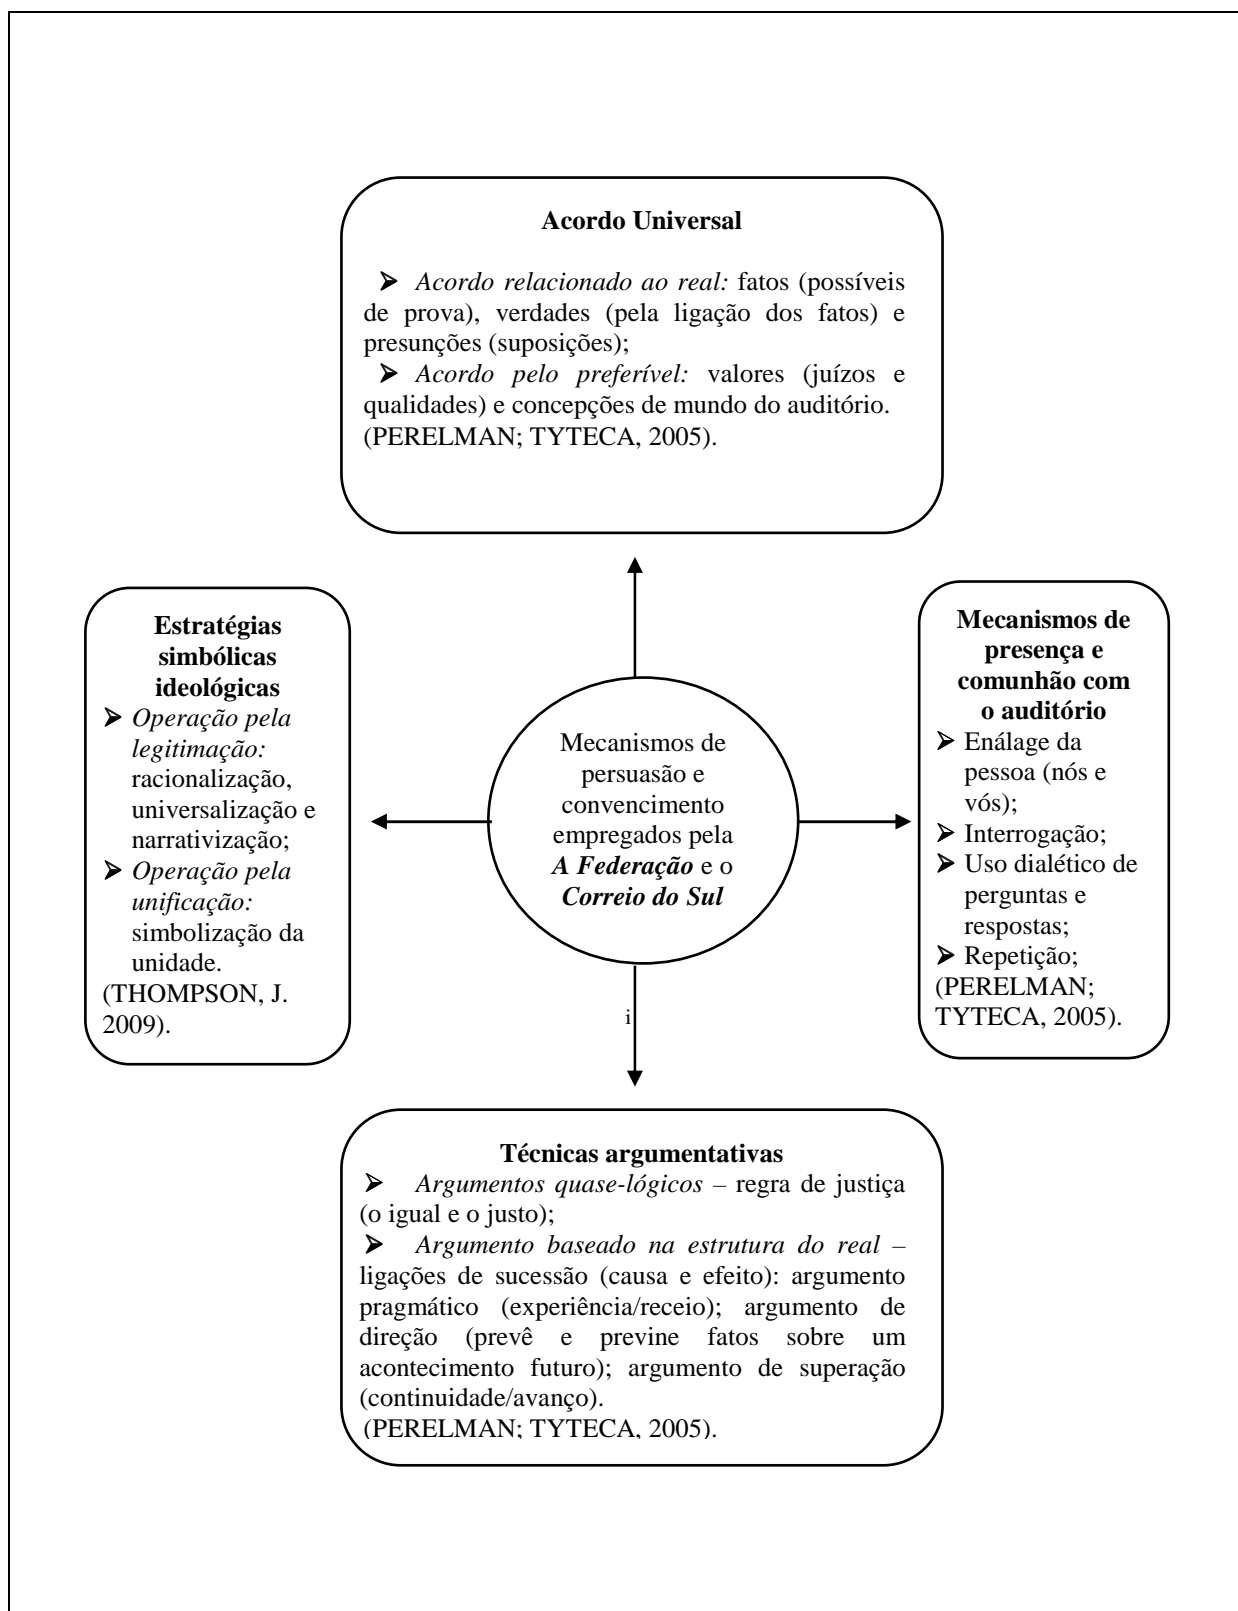 Acordo Universal
➢ Acordo relacionado ao real: fatos (possíveis
de prova), verdades (pela ligação dos fatos) e
presunções (suposições);
➢ Acordo pelo preferível: valores (juízos e
qualidades) e concepções de mundo do auditório.
(PERELMAN; TYTECA, 2005).
Estratégias
simbólicas
ideológicas
➢ Operação pela
legitimação:
racionalização,
universalização e
narrativização;
➢ Operação pela
unificação:
simbolização da
unidade.
(THOMPSON, J.
2009).
Mecanismos de
persuasão e
convencimento
empregados pela
A Federação e o
Correio do Sul
Mecanismos de
presença e
comunhão com
o auditório
➢ Enálage da
pessoa (nós e
vós);
➢ Interrogação;
➢ Uso dialético de
perguntas e
respostas;
➢ Repetição;
(PERELMAN;
TYTECA, 2005).
i
Técnicas argumentativas
➢ Argumentos quase-lógicos – regra de justiça
(o igual e o justo);
➢ Argumento baseado na estrutura do real –
ligações de sucessão (causa e efeito): argumento
pragmático (experiência/receio); argumento de
direção (prevê e previne fatos sobre um
acontecimento futuro); argumento de superação
(continuidade/avanço).
(PERELMAN; TYTECA, 2005).